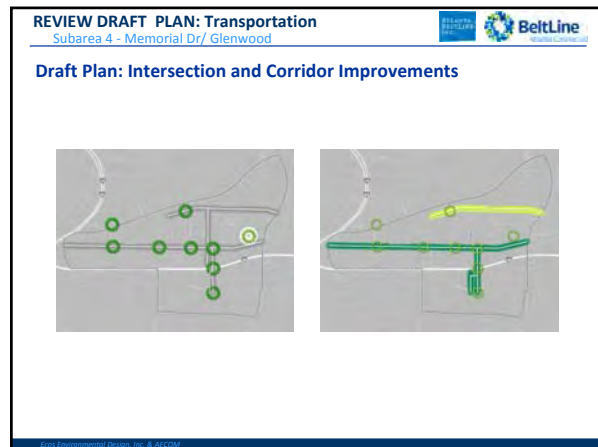 REVIEW DRAFT PLAN: Transportation
Subarea 4 - Memorial Dr/ Glenwood
BeltLine
Draft Plan: Intersection and Corridor Improvements
Ecos Environmental Design, Inc. & AECOM